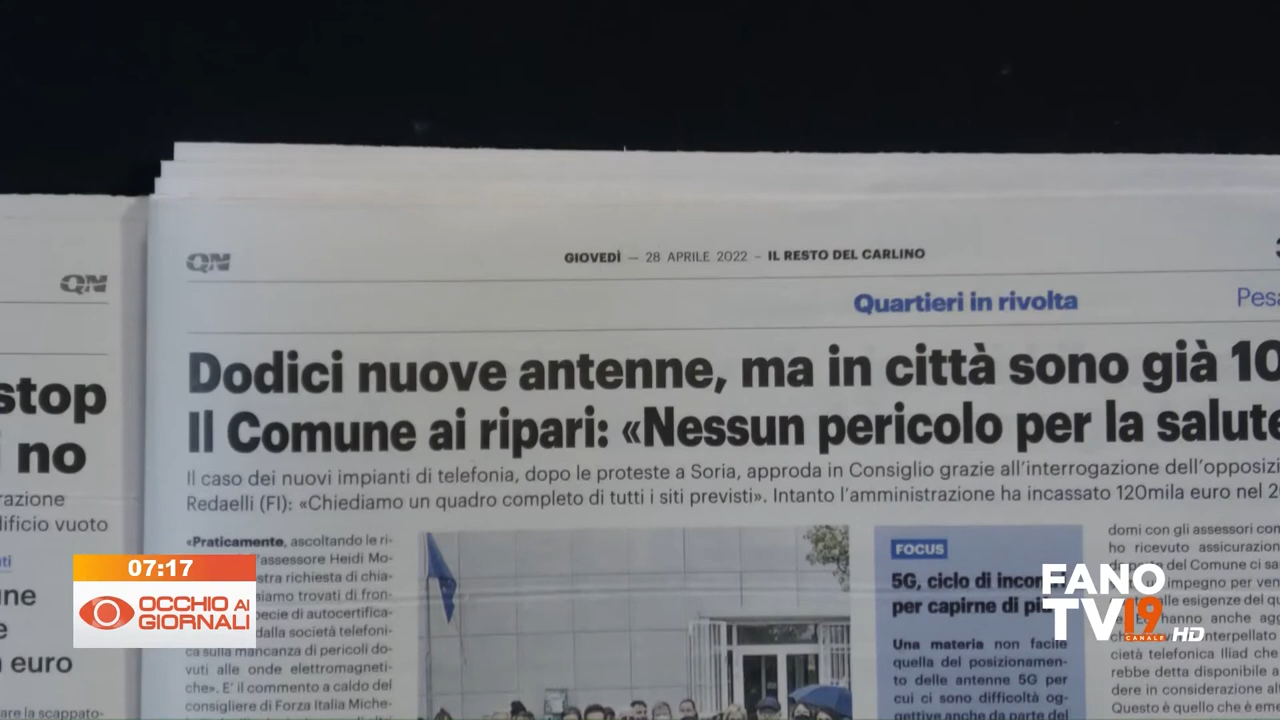 QN
stop
no
razione
dificio vuoto
euro
are la scappato-
QN
GIOVEDÌ — 28 APRILE 2022 – IL RESTO DEL CARLINO
Quartieri in rivolta
Dodici nuove antenne, ma in città sono già 10
Il Comune ai ripari: «Nessun pericolo per la salute
Il caso dei nuovi impianti di telefonia, dopo le proteste a Soria, approda in Consiglio grazie all'interrogazione dell'opposizi
Redaelli (FI): «Chiediamo un quadro completo di tutti i siti previsti». Intanto l'amministrazione ha incassato 120mila euro nel 2
«Praticamente, ascoltando le ri-
'assessore Heidi Mo-
stra richiesta di chia-
siamo trovati di fron-
pecie di autocertifica-
dalla società telefoni-
ca sulla mancanza di pericoli do-
vuti alle onde elettromagneti-
che». E' il commento a caldo del
consigliere di Forza Italia Miche-
FOCUS
5G, ciclo di incontri
per capirne di più
Una materia non facile
quella del posizionamen-
to delle antenne 5G per
cui ci sono difficoltà og-
gettive anche da parte del
domi con gli assessori com
ho ricevuto assicurazion
del Comune ci sa
impegno per ven
alle esigenze del qu
hanno anche agg
interpellato
cietà telefonica Iliad che
rebbe detta disponibile a
dere in considerazione al
Questo è quello che è eme
07:17
OCCHIO AI
GIORNALI
FANO
TV19
CANALE HD